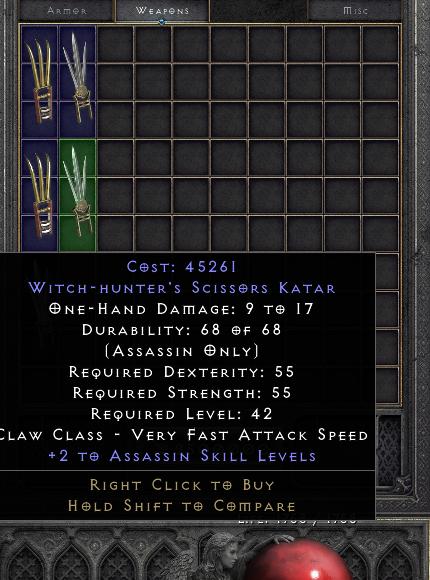 Armor
Weapons
Misc
Cost: 45261
Witch-hunter's Scissors Katar
One-Hand Damage: 9 to 17
Durability: 68 of 68
(Assassin Only)
Required Dexterity: 55
Required Strength: 55
Required Level: 42
Claw Class - Very Fast Attack Speed
+2 to Assassin Skill Levels
Right Click to Buy
Hold Shift to Compare